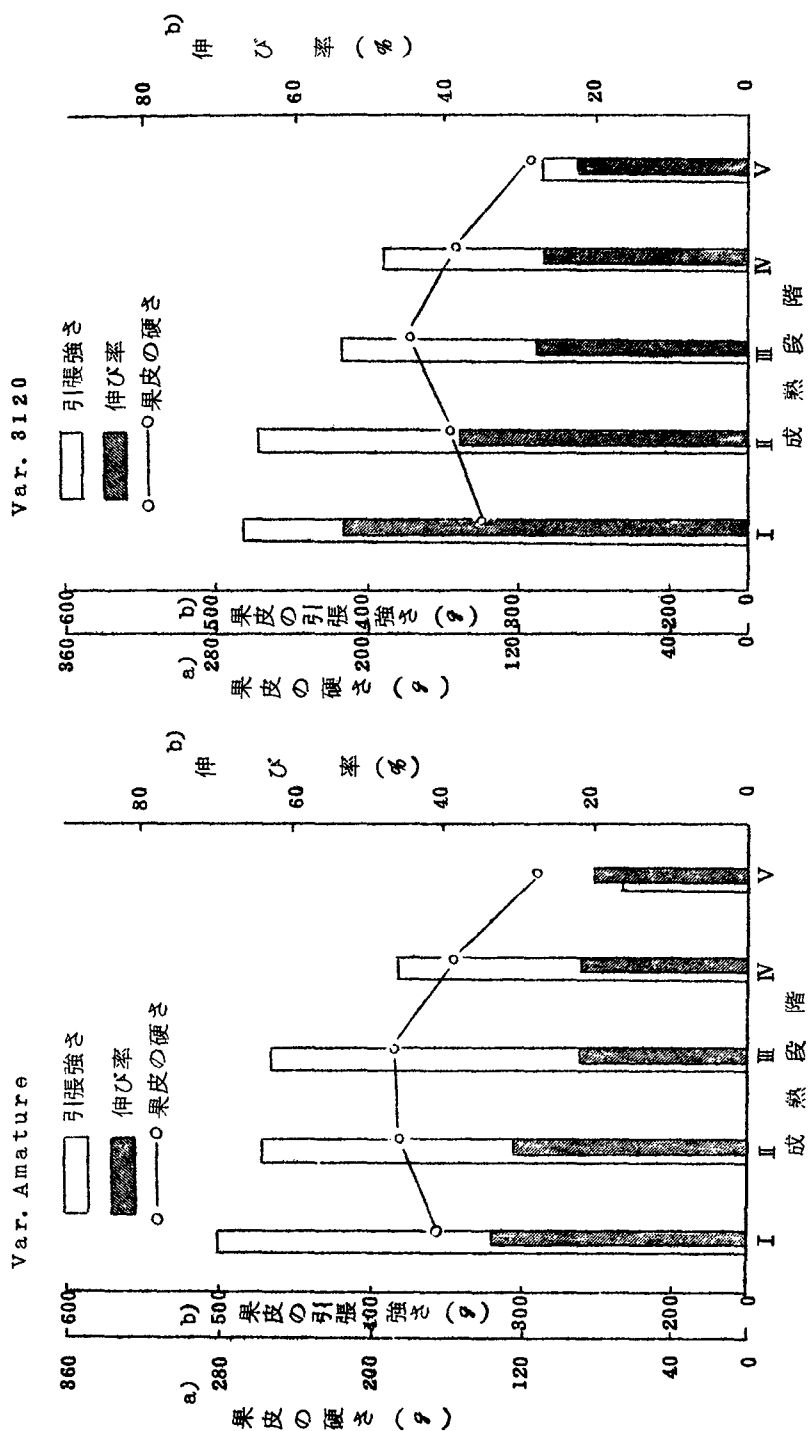 Var. Amature
引張強さ
伸び率
果皮の硬さ
a)
果皮の硬さ (g)
360
280
200
120
40
0
b)
果皮の引張強さ (g)
600
500
400
300
200
0
b)
伸び率 (%)
80
60
40
20
0
I II III IV V
成熟段階
Var. 3120
引張強さ
伸び率
果皮の硬さ
a)
果皮の硬さ (g)
360
280
200
120
40
0
b)
果皮の引張強さ (g)
600
500
400
300
200
0
b)
伸び率 (%)
80
60
40
20
0
I II III IV V
成熟段階